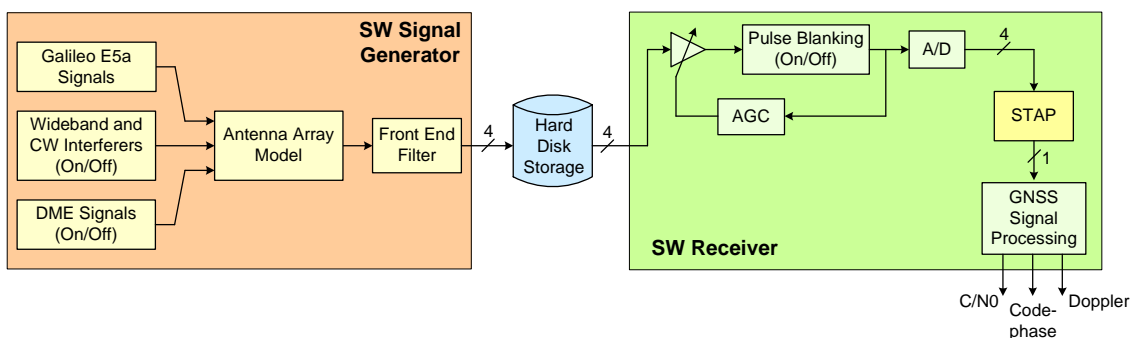 SW Signal
Generator
Galileo E5a
Signals
Wideband and
CW Interferers
(On/Off)
DME Signals
(On/Off)
Antenna Array
Model
Front End
Filter
4
Hard
Disk
Storage
4
Pulse Blanking
(On/Off)
AGC
A/D
4
STAP
1
GNSS
Signal
Processing
SW Receiver
C/N0
Code-
phase
Doppler